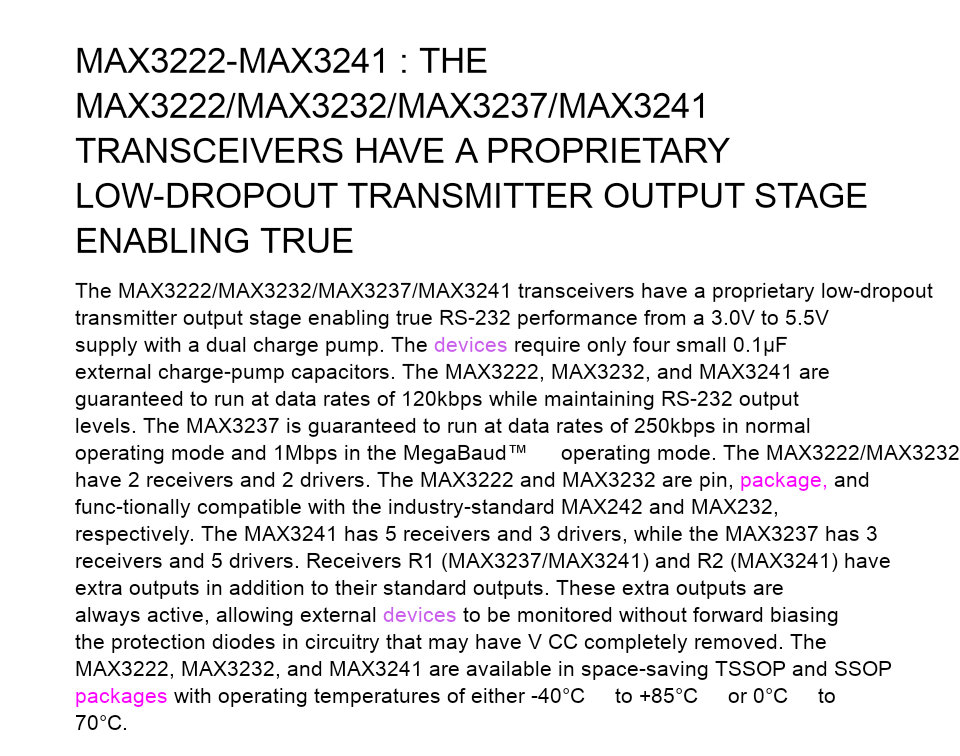 MAX3222-MAX3241 : THE
MAX3222/MAX3232/MAX3237/MAX3241
TRANSCEIVERS HAVE A PROPRIETARY
LOW-DROPOUT TRANSMITTER OUTPUT STAGE
ENABLING TRUE
The MAX3222/MAX3232/MAX3237/MAX3241 transceivers have a proprietary low-dropout
transmitter output stage enabling true RS-232 performance from a 3.0V to 5.5V
supply with a dual charge pump. The devices require only four small 0.1µF
external charge-pump capacitors. The MAX3222, MAX3232, and MAX3241 are
guaranteed to run at data rates of 120kbps while maintaining RS-232 output
levels. The MAX3237 is guaranteed to run at data rates of 250kbps in normal
operating mode and 1Mbps in the MegaBaud™ operating mode. The MAX3222/MAX3232
have 2 receivers and 2 drivers. The MAX3222 and MAX3232 are pin, package, and
func-tionally compatible with the industry-standard MAX242 and MAX232,
respectively. The MAX3241 has 5 receivers and 3 drivers, while the MAX3237 has 3
receivers and 5 drivers. Receivers R1 (MAX3237/MAX3241) and R2 (MAX3241) have
extra outputs in addition to their standard outputs. These extra outputs are
always active, allowing external devices to be monitored without forward biasing
the protection diodes in circuitry that may have V CC completely removed. The
MAX3222, MAX3232, and MAX3241 are available in space-saving TSSOP and SSOP
packages with operating temperatures of either -40°C to +85°C or 0°C to
70°C.